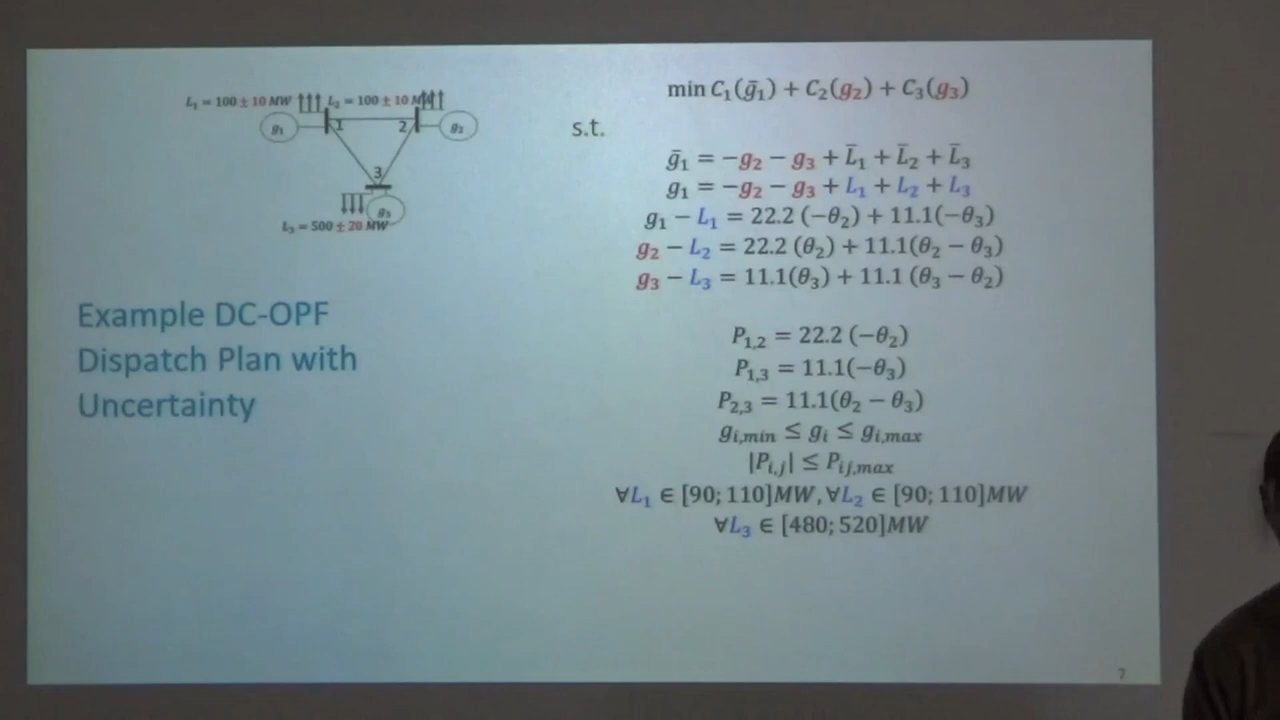 L₁ = 100 ± 10 MW L₂ = 100 ± 10 MW
g₁ 1 2 g₂
3
g₃
L₃ = 500 ± 20 MW
Example DC-OPF
Dispatch Plan with
Uncertainty
min C₁(ḡ₁) + C₂(g₂) + C₃(g₃)
s.t.
ḡ₁ = −g₂ − g₃ + L̄₁ + L̄₂ + L̄₃
g₁ = −g₂ − g₃ + L₁ + L₂ + L₃
g₁ − L₁ = 22.2 (−θ₂) + 11.1(−θ₃)
g₂ − L₂ = 22.2 (θ₂) + 11.1(θ₂ − θ₃)
g₃ − L₃ = 11.1(θ₃) + 11.1 (θ₃ − θ₂)
P₁,₂ = 22.2 (−θ₂)
P₁,₃ = 11.1(−θ₃)
P₂,₃ = 11.1(θ₂ − θ₃)
g_{i,min} ≤ g_i ≤ g_{i,max}
|P_{i,j}| ≤ P_{ij,max}
∀L₁ ∈ [90; 110]MW, ∀L₂ ∈ [90; 110]MW
∀L₃ ∈ [480; 520]MW
7